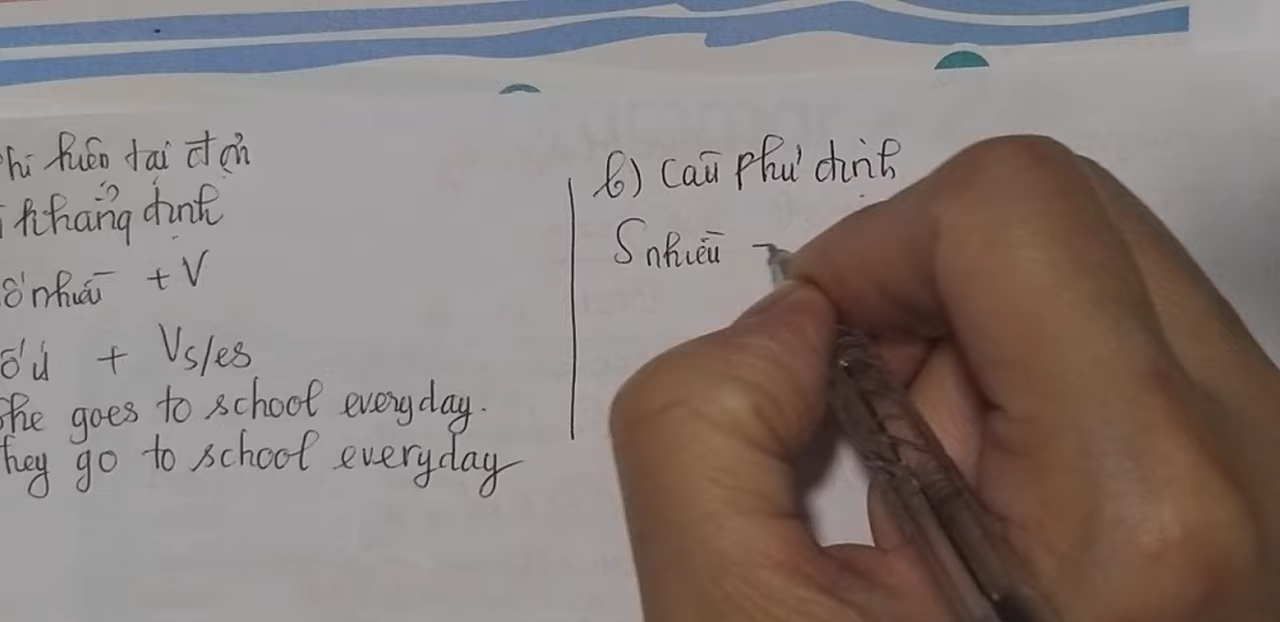 hì hiện tại đơn
khẳng định
ố nhiều + V
ố ít + Vs/es
he goes to school everyday.
hey go to school everyday
b) Câu phủ định
S nhiều